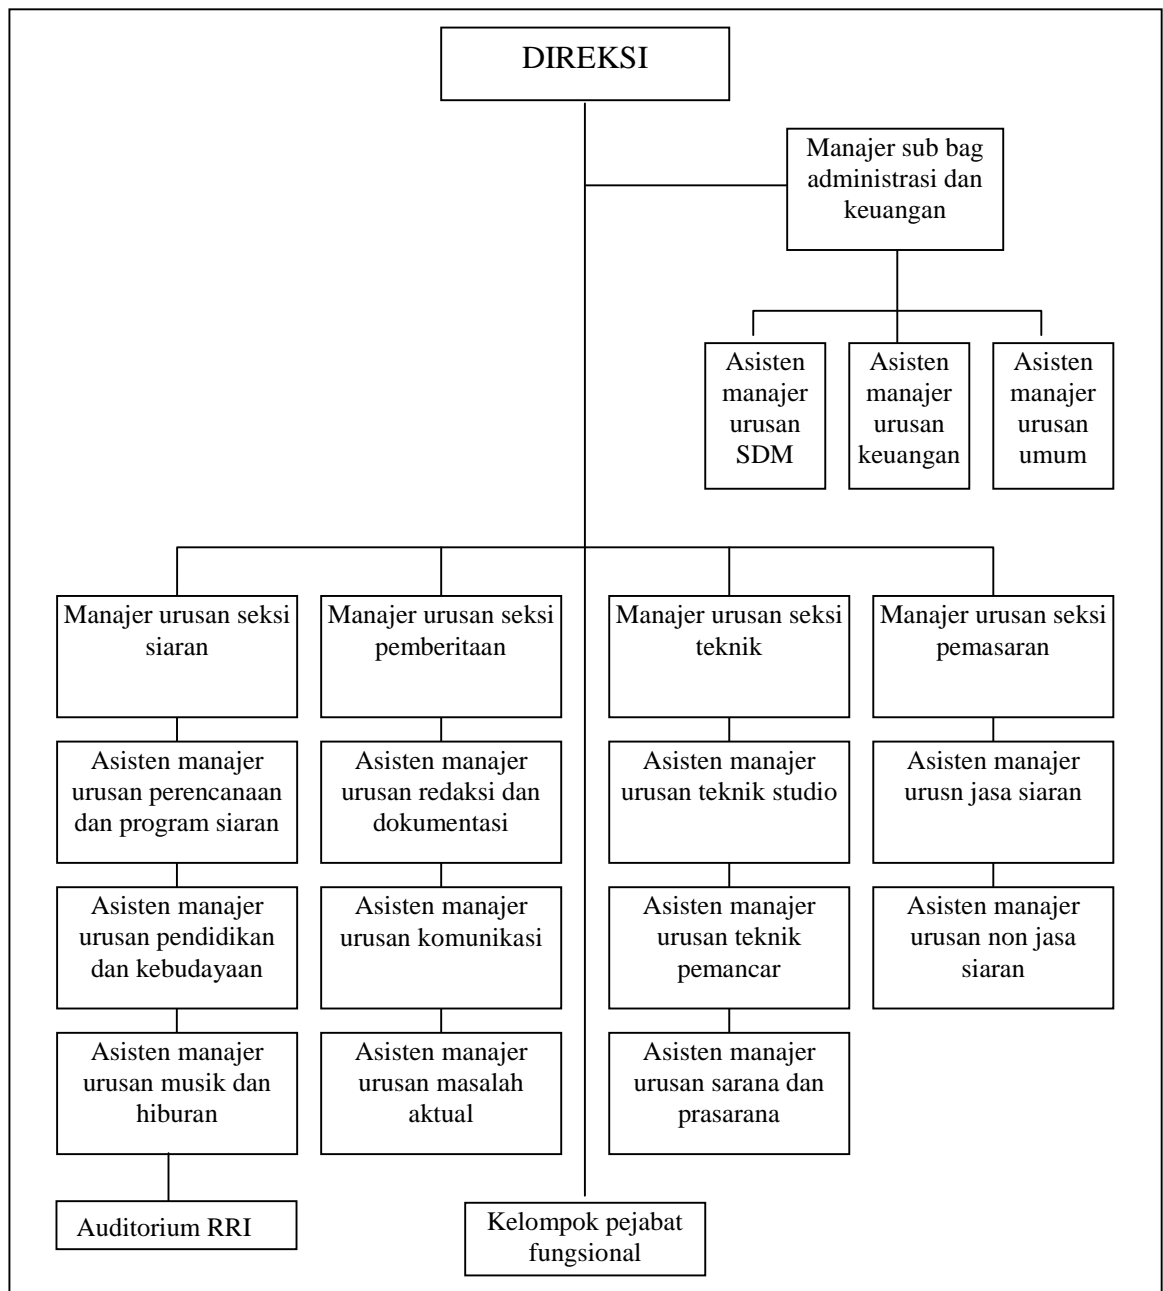 DIREKSI
Manajer sub bag
administrasi dan
keuangan
Asisten
manajer
urusan
SDM
Asisten
manajer
urusan
keuangan
Asisten
manajer
urusan
umum
Manajer urusan seksi
siaran
Manajer urusan seksi
pemberitaan
Manajer urusan seksi
teknik
Manajer urusan seksi
pemasaran
Asisten manajer
urusan perencanaan
dan program siaran
Asisten manajer
urusan redaksi dan
dokumentasi
Asisten manajer
urusan teknik studio
Asisten manajer
urusn jasa siaran
Asisten manajer
urusan pendidikan
dan kebudayaan
Asisten manajer
urusan komunikasi
Asisten manajer
urusan teknik
pemancar
Asisten manajer
urusan non jasa
siaran
Asisten manajer
urusan musik dan
hiburan
Asisten manajer
urusan masalah
aktual
Asisten manajer
urusan sarana dan
prasarana
Auditorium RRI
Kelompok pejabat
fungsional